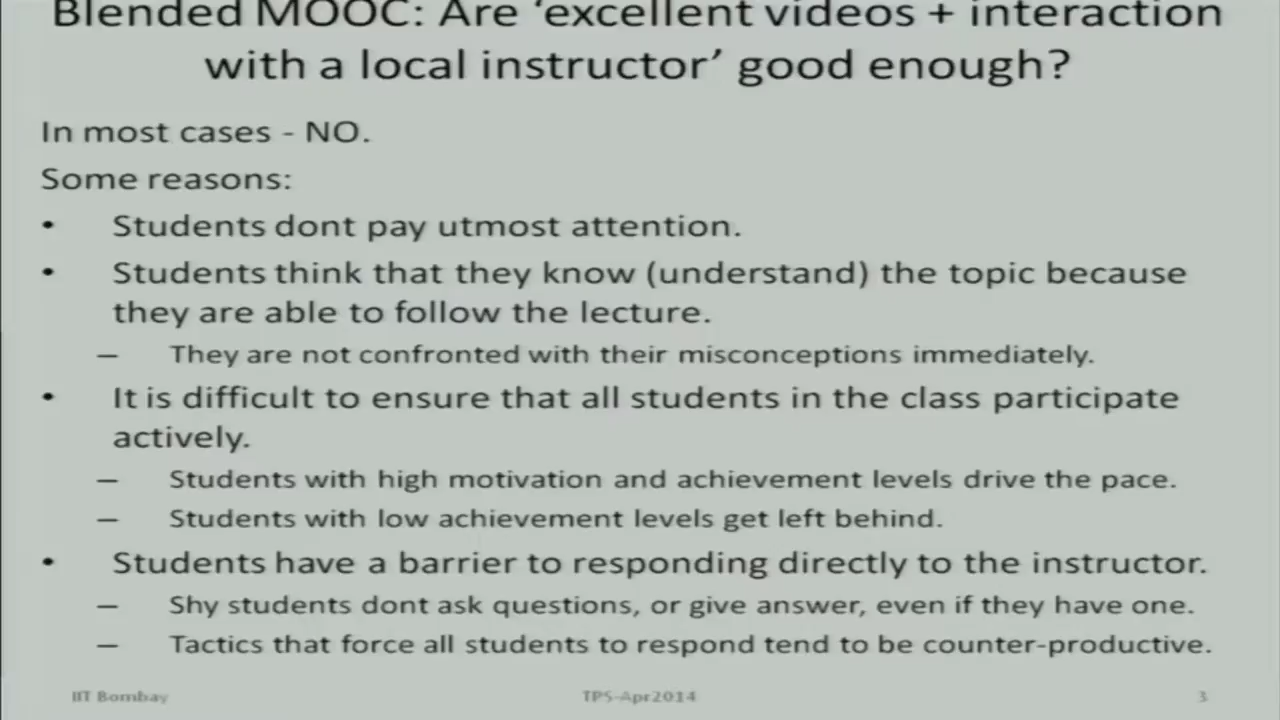 Blended MOOC: Are ‘excellent videos + interaction
with a local instructor’ good enough?
In most cases - NO.
Some reasons:
• Students dont pay utmost attention.
• Students think that they know (understand) the topic because
they are able to follow the lecture.
– They are not confronted with their misconceptions immediately.
• It is difficult to ensure that all students in the class participate
actively.
– Students with high motivation and achievement levels drive the pace.
– Students with low achievement levels get left behind.
• Students have a barrier to responding directly to the instructor.
– Shy students dont ask questions, or give answer, even if they have one.
– Tactics that force all students to respond tend to be counter-productive.
IIT Bombay TPS-Apr2014 3